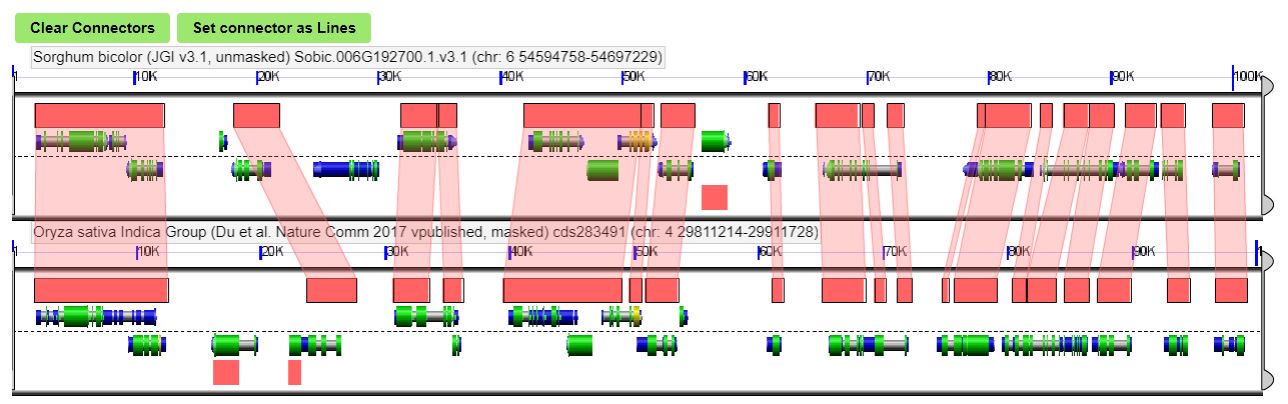 Clear Connectors Set connector as Lines
Sorghum bicolor (JGI v3.1, unmasked) Sobic.006G192700.1.v3.1 (chr: 6 54594758-54697229)
1 10K 20K 30K 40K 50K 60K 70K 80K 90K 100K
Oryza sativa Indica Group (Du et al. Nature Comm 2017 vpublished, masked) cds283491 (chr: 4 29811214-29911728)
1 10K 20K 30K 40K 50K 60K 70K 80K 90K 1